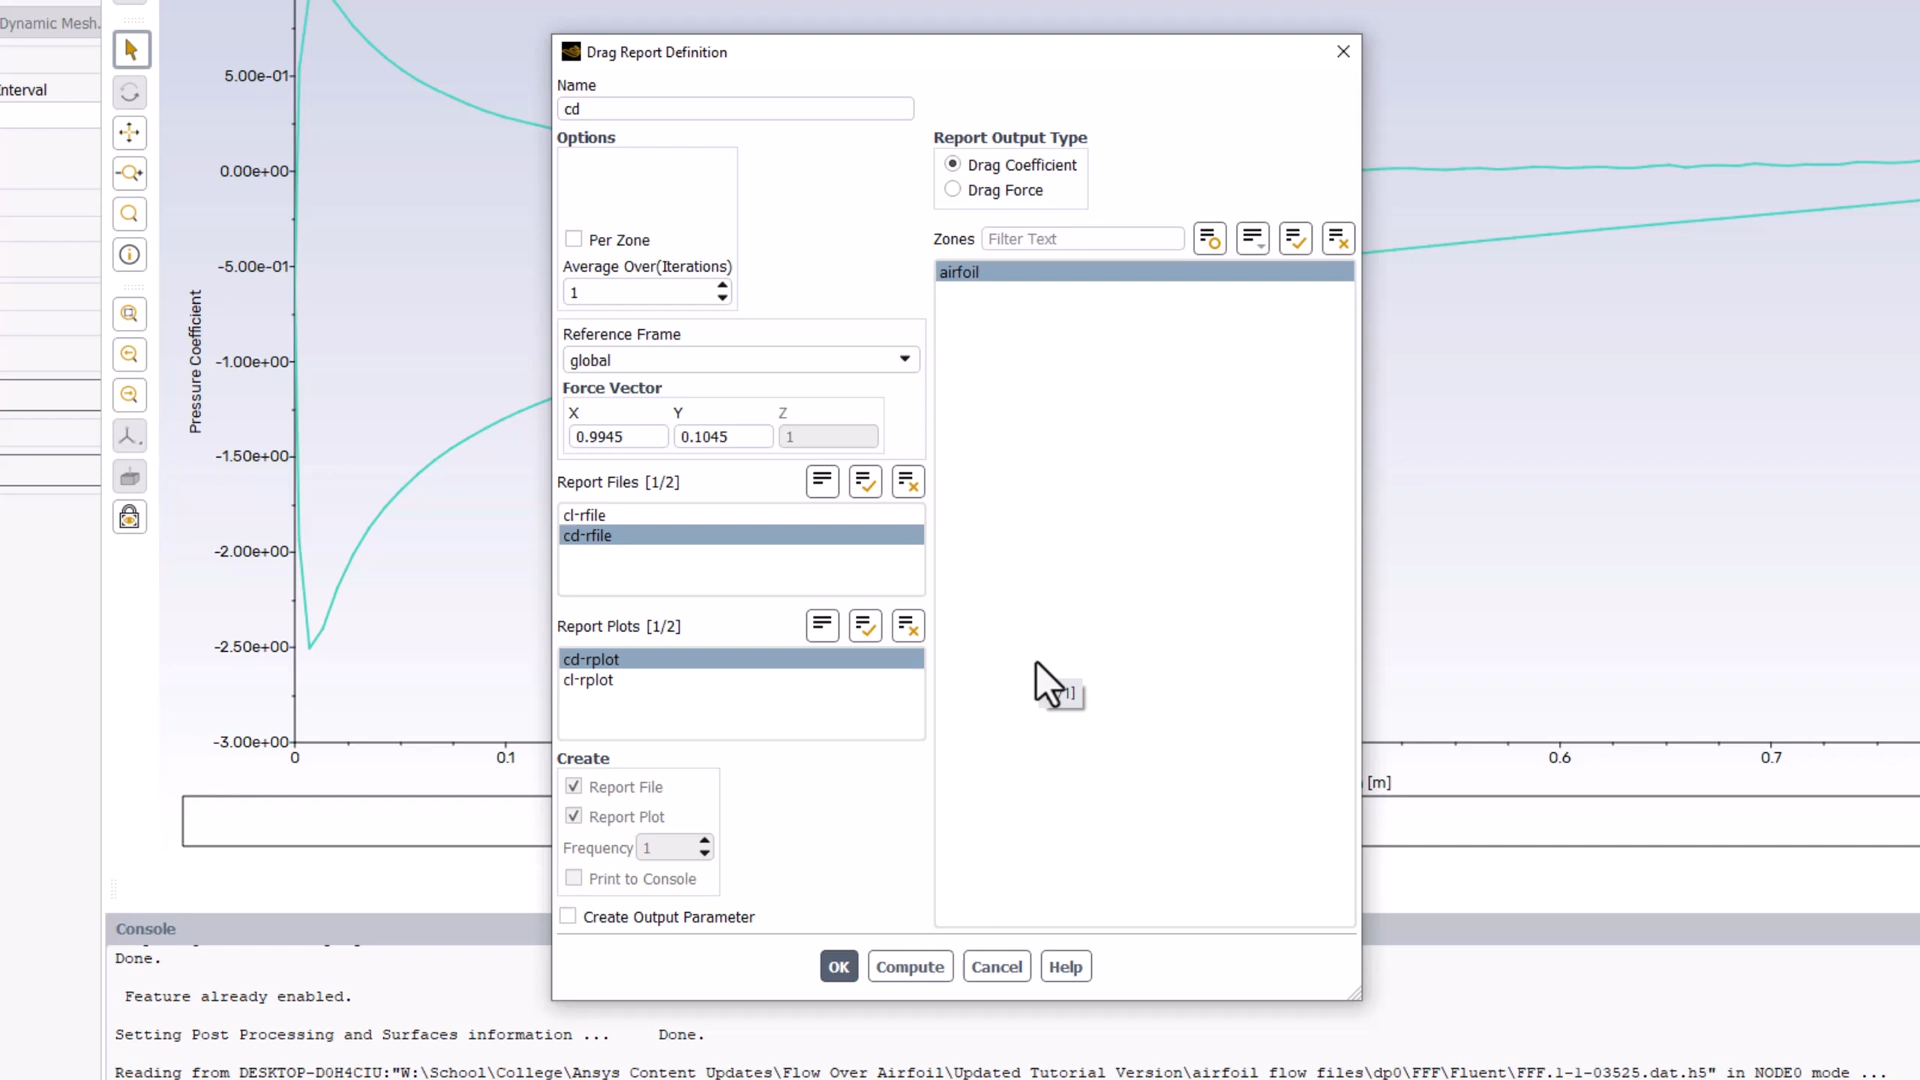 Dynamic Mesh.
Interval
5.00e-01
0.00e+00
-5.00e-01
-1.00e+00
-1.50e+00
-2.00e+00
-2.50e+00
-3.00e+00
Pressure Coefficient
0
0.1
0.6
0.7
[m]
Drag Report Definition
Name
cd
Options
Per Zone
Average Over(Iterations)
1
Reference Frame
global
Force Vector
X Y Z
0.9945 0.1045 1
Report Files [1/2]
cl-rfile
cd-rfile
Report Plots [1/2]
cd-rplot
cl-rplot
Create
Report File
Report Plot
Frequency 1
Print to Console
Create Output Parameter
Report Output Type
Drag Coefficient
Drag Force
Zones Filter Text
airfoil
OK Compute Cancel Help
Console
Done.
Feature already enabled.
Setting Post Processing and Surfaces information ... Done.
Reading from DESKTOP-D0H4CIU:"W:\School\College\Ansys Content Updates\Flow Over Airfoil\Updated Tutorial Version\airfoil flow files\dp0\FFF\Fluent\FFF.1-1-03525.dat.h5" in NODE0 mode ...